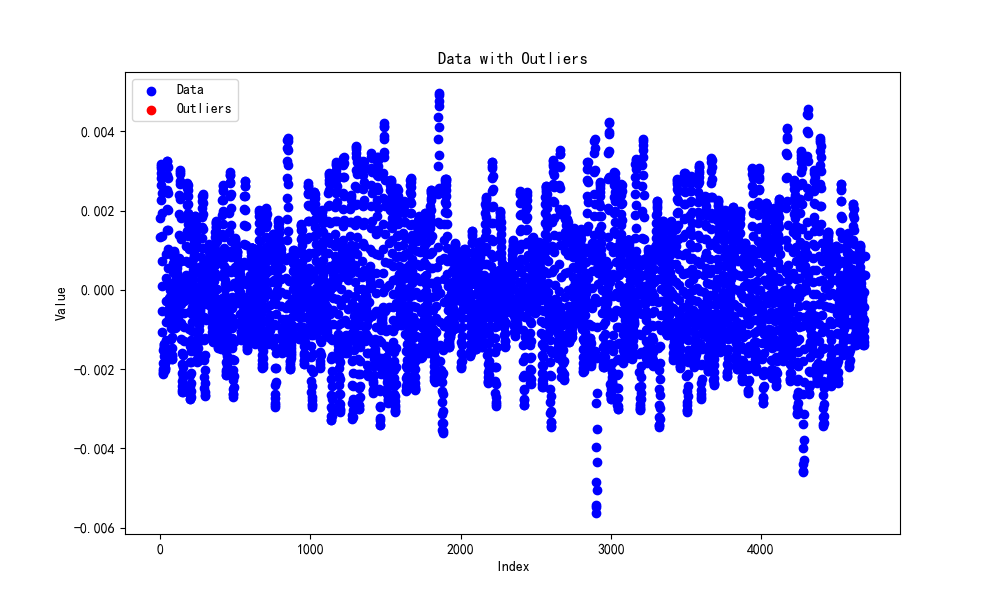 Data with Outliers
Data
Outliers
0.004
0.002
0.000
-0.002
-0.004
-0.006
Value
0 1000 2000 3000 4000
Index